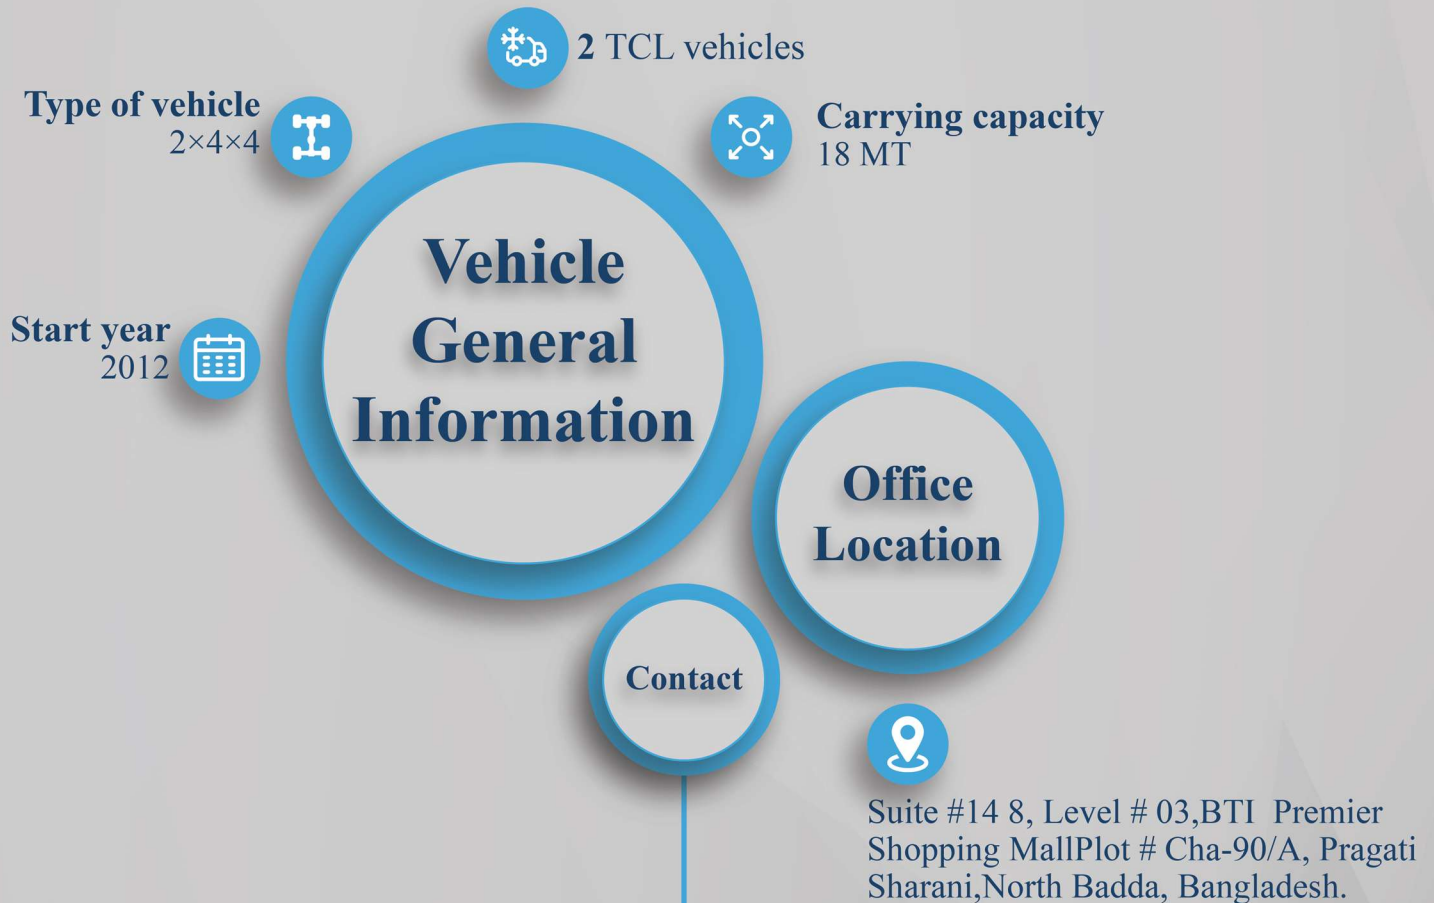 2 TCL vehicles
Type of vehicle
2×4×4
Carrying capacity
18 MT
Start year
2012
Vehicle
General
Information
Office
Location
Contact
Suite #14 8, Level # 03,BTI  Premier
Shopping MallPlot # Cha-90/A, Pragati
Sharani,North Badda, Bangladesh.